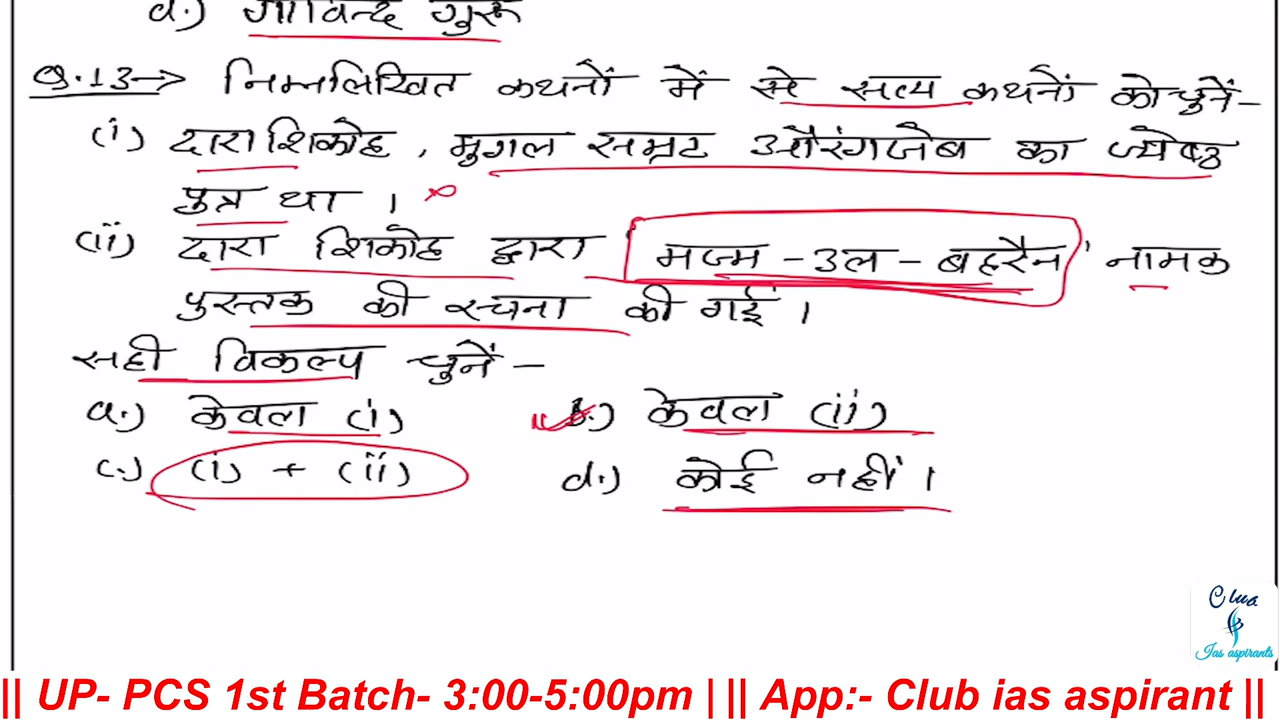 d.) गोविन्द गुरू
Q.13→ निम्नलिखित कथनों में से सत्य कथनों को चुनें-
(i) दारा शिकोह, मुगल सम्राट औरंगजेब का ज्येष्ठ
पुत्र था ।
(ii) दारा शिकोह द्वारा 'मज्म-उल-बहरैन' नामक
पुस्तक की रचना की गई ।
सही विकल्प चुनें -
a.) केवल (i) b.) केवल (ii)
c.) (i) + (ii) d.) कोई नहीं ।
Club
Ias aspirants
|| UP- PCS 1st Batch- 3:00-5:00pm | || App:- Club ias aspirant ||